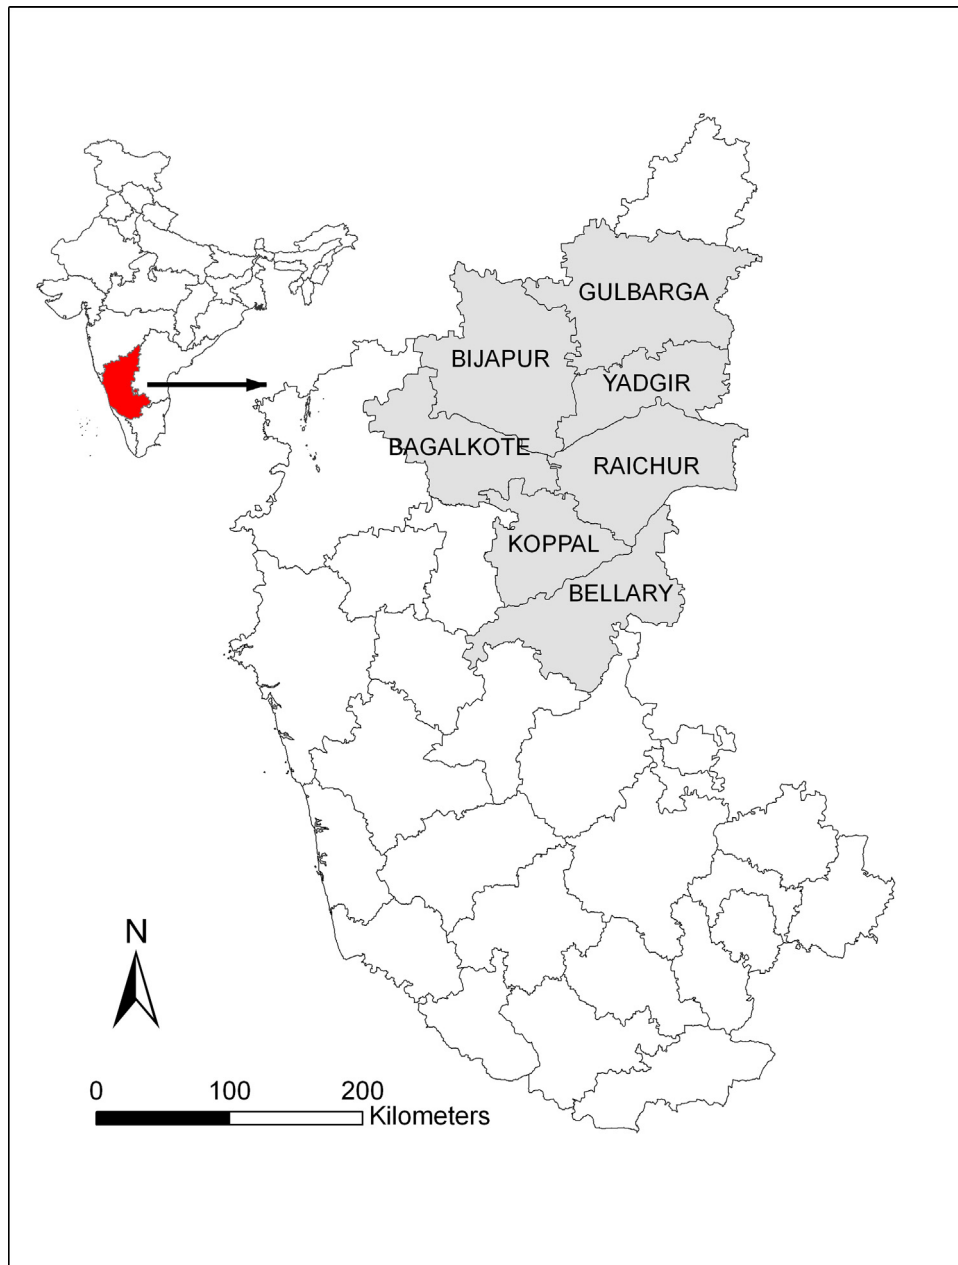 GULBARGA
BIJAPUR
YADGIR
BAGALKOTE
RAICHUR
KOPPAL
BELLARY
N
0 100 200
Kilometers